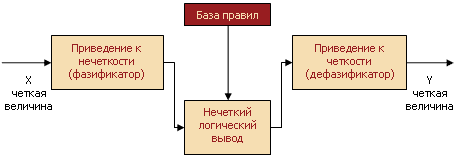 База правил
Приведение к
нечеткости
(фазификатор)
Приведение к
четкости
(дефазификатор)
X
четкая
величина
Y
четкая
величина
Нечеткий
логический
вывод